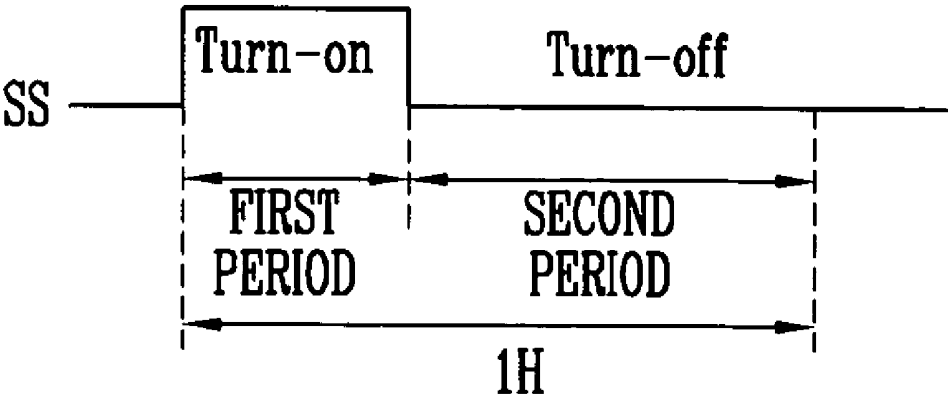 Turn-on
Turn-off
SS
FIRST
PERIOD
SECOND
PERIOD
1H